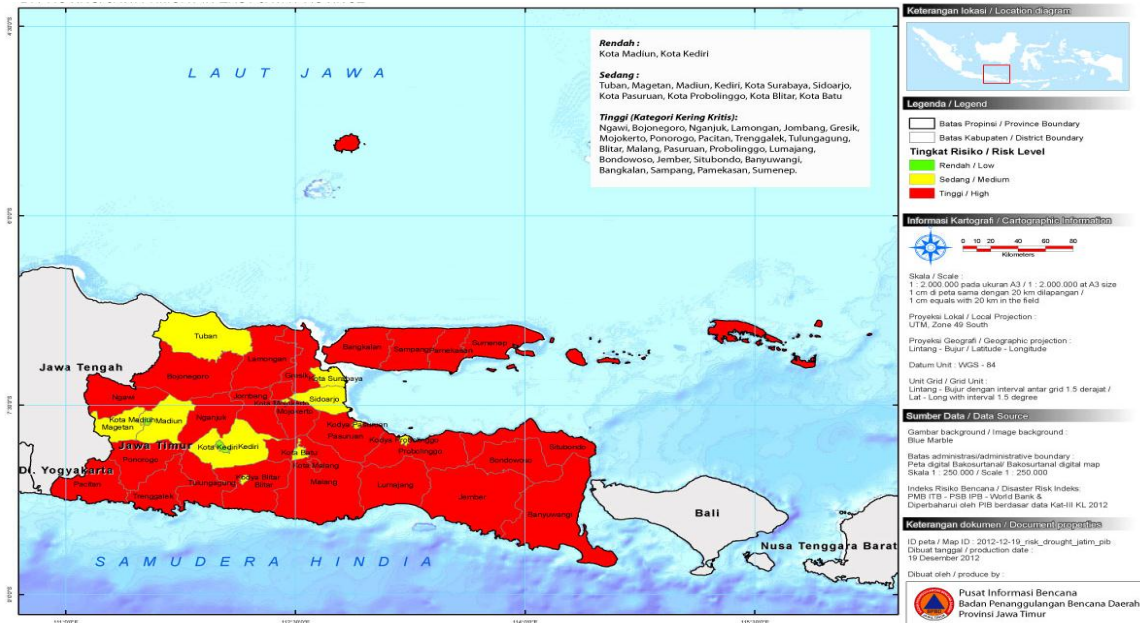 LAUT JAWA
Rendah :
Kota Madiun, Kota Kediri
Sedang :
Tuban, Magetan, Madiun, Kediri, Kota Surabaya, Sidoarjo,
Kota Pasuruan, Kota Probolinggo, Kota Blitar, Kota Batu
Tinggi (Kategori Kering Kritis):
Ngawi, Bojonegoro, Nganjuk, Lamongan, Jombang, Gresik,
Mojokerto, Ponorogo, Pacitan, Trenggalek, Tulungagung,
Blitar, Malang, Pasuruan, Probolinggo, Lumajang,
Bondowoso, Jember, Situbondo, Banyuwangi,
Bangkalan, Sampang, Pamekasan, Sumenep.
Jawa Tengah
Tuban
Lamongan
Bangkalan
Sampang
Pamekasan
Sumenep
Bojonegoro
Gresik
Kota Surabaya
Ngawi
Jombang
Sidoarjo
Mojokerto
Kota Madiun
Madiun
Magetan
Nganjuk
Pasuruan
Jawa Timur
Kota Kediri
Kediri
Kota Batu
Probolinggo
Situbondo
Ponorogo
Kota Malang
Bondowoso
DI. Yogyakarta
Pacitan
Trenggalek
Tulungagung
Kodya Blitar
Blitar
Malang
Lumajang
Jember
Banyuwangi
Bali
Nusa Tenggara Barat
SAMUDERA HINDIA
Keterangan lokasi / Location diagram
Legenda / Legend
Batas Propinsi / Province Boundary
Batas Kabupaten / District Boundary
Tingkat Risiko / Risk Level
Rendah / Low
Sedang / Medium
Tinggi / High
Informasi Kartografi / Cartographic Information
0 10 20 40 60 80
Kilometers
Skala / Scale :
1 : 2.000.000 pada ukuran A3 / 1 : 2.000.000 at A3 size
1 cm di peta sama dengan 20 km dilapangan /
1 cm equals with 20 km in the field
Proyeksi Lokal / Local Projection :
UTM, Zone 49 South
Proyeksi Geografi / Geographic projection :
Lintang - Bujur / Latitude - Longitude
Datum Unit : WGS - 84
Unit Grid / Grid Unit :
Lintang - Bujur dengan interval antar grid 1.5 derajat /
Lat - Long with interval 1.5 degree
Sumber Data / Data Source
Gambar background / Image background :
Blue Marble
Batas administrasi/administrative boundary :
Peta digital Bakosurtanal/ Bakosurtanal digital map
Skala 1 : 250.000 / Scale 1 : 250.000
Indeks Risiko Bencana / Disaster Risk Indeks:
PMB ITB - PSB IPB - World Bank &
Diperbaharui oleh PIB berdasar data Kat-III KL 2012
Keterangan dokumen / Document properties
ID peta / Map ID : 2012-12-19_risk_drought_jatim_pib
Dibuat tanggal / production date :
19 Desember 2012
Dibuat oleh / produce by :
Pusat Informasi Bencana
Badan Penanggulangan Bencana Daerah
Provinsi Jawa Timur